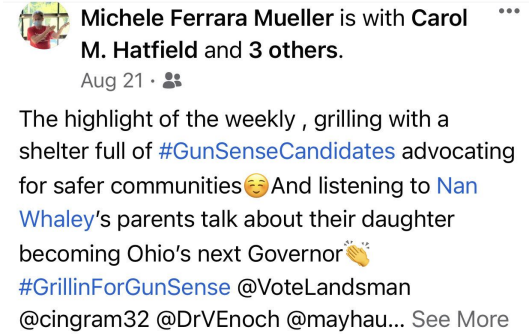 Michele Ferrara Mueller is with Carol
M. Hatfield and 3 others.
Aug 21 ·
The highlight of the weekly , grilling with a
shelter full of #GunSenseCandidates advocating
for safer communities☺️And listening to Nan
Whaley's parents talk about their daughter
becoming Ohio's next Governor👏
#GrillinForGunSense @VoteLandsman
@cingram32 @DrVEnoch @mayhau... See More